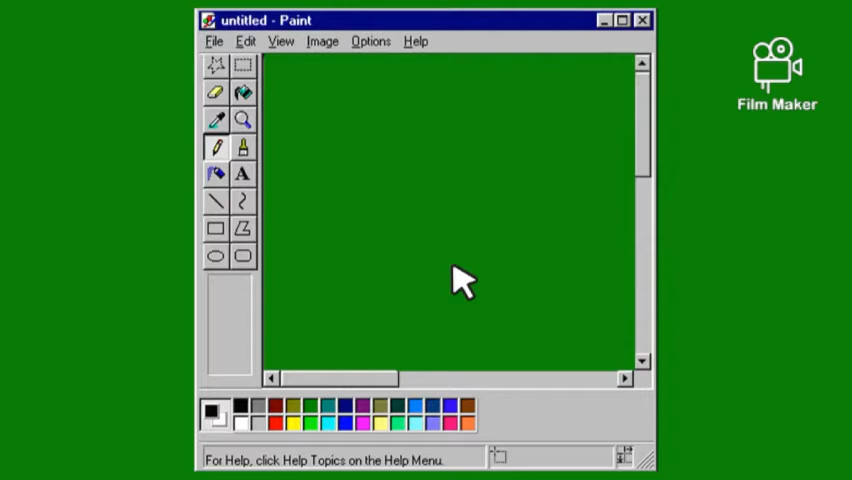 untitled - Paint
File Edit View Image Options Help
Film Maker
A
For Help, click Help Topics on the Help Menu.